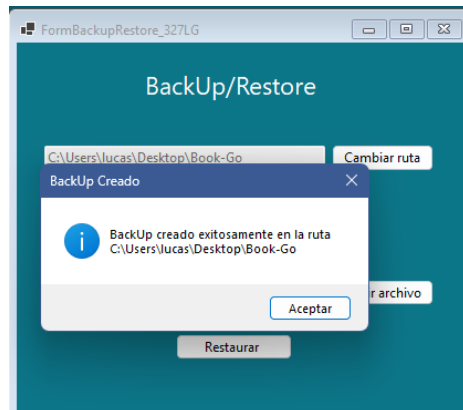 FormBackupRestore_327LG
BackUp/Restore
C:\Users\lucas\Desktop\Book-Go
Cambiar ruta
BackUp Creado
BackUp creado exitosamente en la ruta
C:\Users\lucas\Desktop\Book-Go
Aceptar
archivo
Restaurar